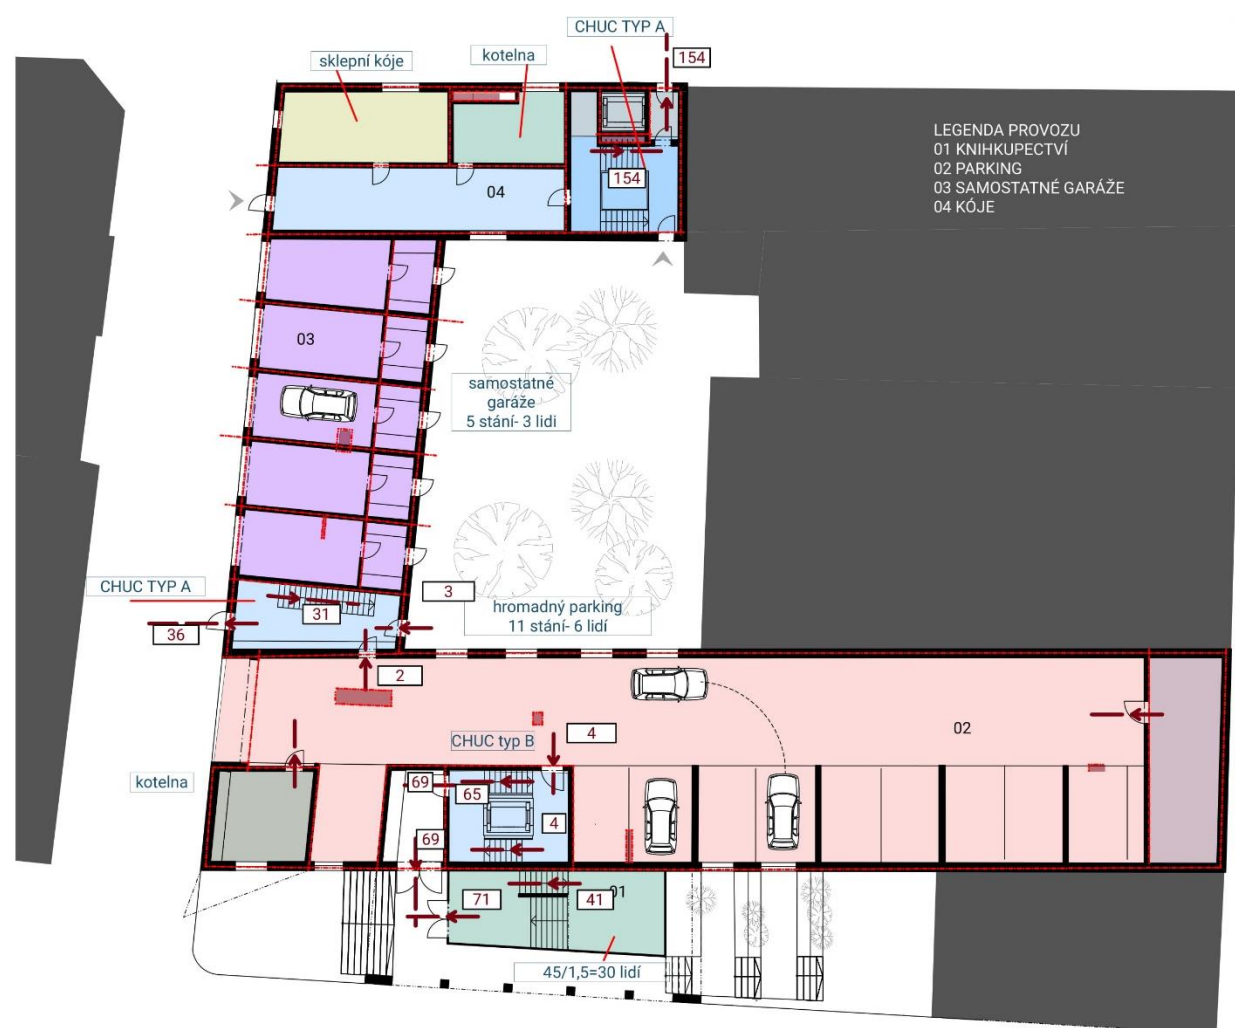 CHUC TYP A
sklepní kóje
kotelna
154
LEGENDA PROVOZU
01 KNIHKUPECTVÍ
02 PARKING
03 SAMOSTATNÉ GARÁŽE
04 KÓJE
154
04
03
samostatné
garáže
5 stání- 3 lidi
CHUC TYP A
3
31
hromadný parking
11 stání- 6 lidí
36
2
02
4
CHUC typ B
kotelna
69
65
4
69
71
41
01
45/1,5=30 lidí